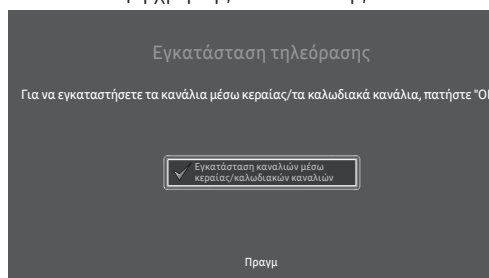 Εγκατάσταση τηλεόρασης
Για να εγκαταστήσετε τα κανάλια μέσω κεραίας/τα καλωδιακά κανάλια, πατήστε "Ο
Εγκατάσταση καναλιών μέσω
κεραίας/καλωδιακών καναλιών
Πραγμ